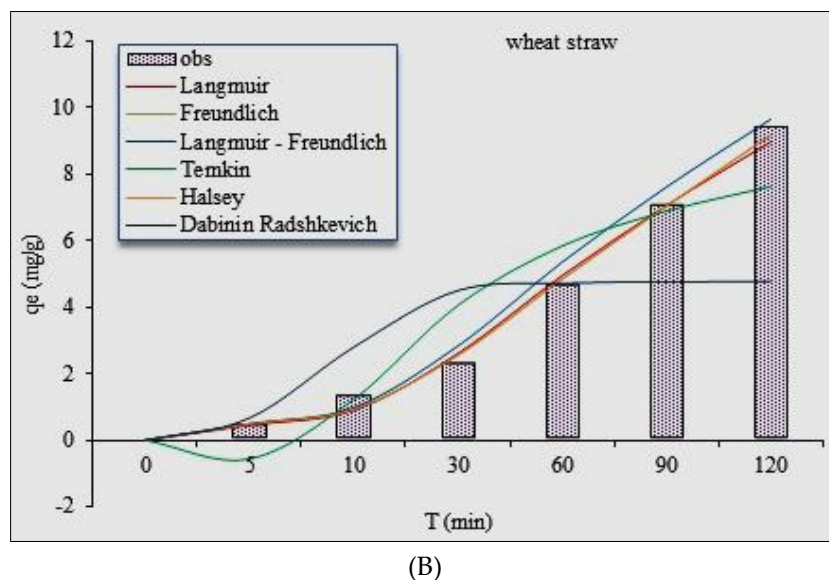 wheat straw
obs
Langmuir
Freundlich
Langmuir - Freundlich
Temkin
Halsey
Dabinin Radshkevich
12
10
8
6
4
2
0
-2
qe (mg/g)
0 5 10 30 60 90 120
T (min)
(B)